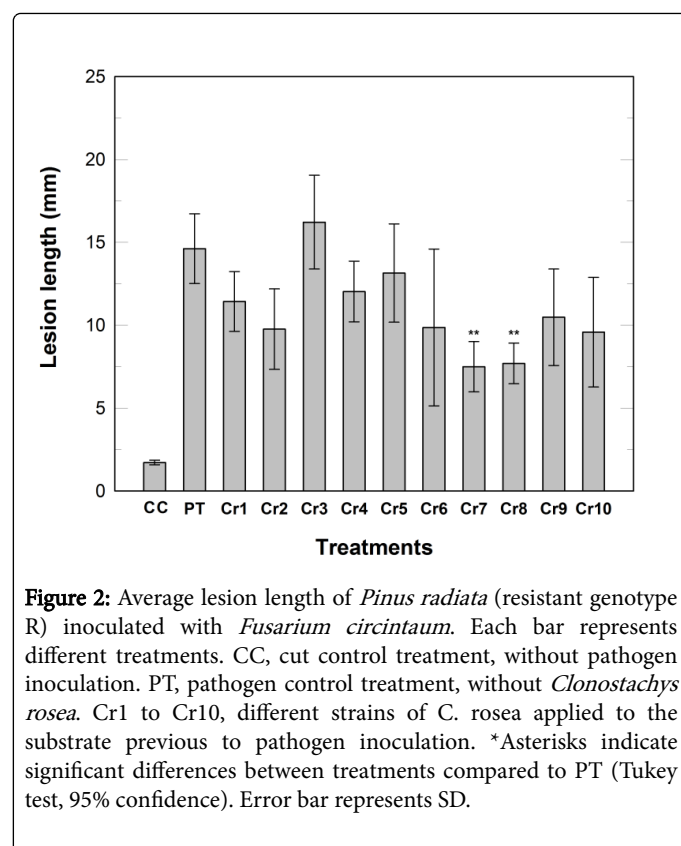 25
20
15
10
5
0
Lesion length (mm)
** **
CC PT Cr1 Cr2 Cr3 Cr4 Cr5 Cr6 Cr7 Cr8 Cr9 Cr10
Treatments
Figure 2: Average lesion length of Pinus radiata (resistant genotype
R) inoculated with Fusarium circintaum. Each bar represents
different treatments. CC, cut control treatment, without pathogen
inoculation. PT, pathogen control treatment, without Clonostachys
rosea. Cr1 to Cr10, different strains of C. rosea applied to the
substrate previous to pathogen inoculation. *Asterisks indicate
significant differences between treatments compared to PT (Tukey
test, 95% confidence). Error bar represents SD.